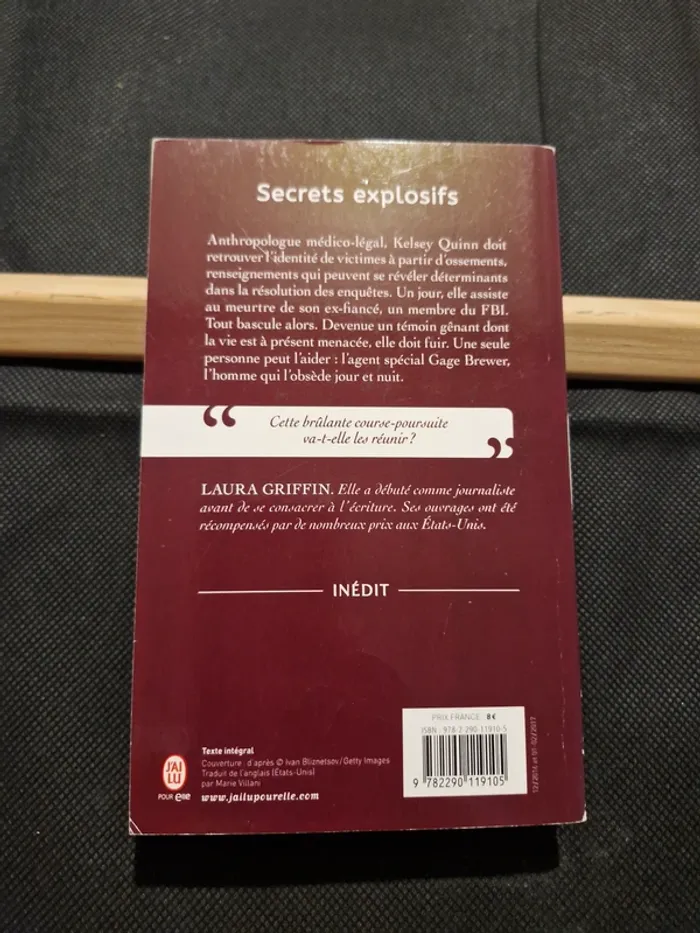 Secrets explosifs
Anthropologue médico-légal, Kelsey Quinn doit
retrouver l'identité de victimes à partir d'ossements,
renseignements qui peuvent se révéler déterminants
dans la résolution des enquêtes. Un jour, elle assiste
au meurtre de son ex-fiancé, un membre du FBI.
Tout bascule alors. Devenue un témoin gênant dont
la vie est à présent menacée, elle doit fuir. Une seule
personne peut l'aider : l'agent spécial Gage Brewer,
l'homme qui l'obsède jour et nuit.
“
Cette brûlante course-poursuite
va-t-elle les réunir ?
”
LAURA GRIFFIN. Elle a débuté comme journaliste
avant de se consacrer à l'écriture. Ses ouvrages ont été
récompensés par de nombreux prix aux États-Unis.
INÉDIT
PRIX FRANCE : 8 €
ISBN : 978-2-290-11910-5
9 782290 119105
12/2016 et 01-02/2017
J'AI
LU
POUR elle
Texte intégral
Couverture : d'après © Ivan Bliznetsov / Getty Images
Traduit de l'anglais (États-Unis)
par Marie Villani
www.jailupourelle.com